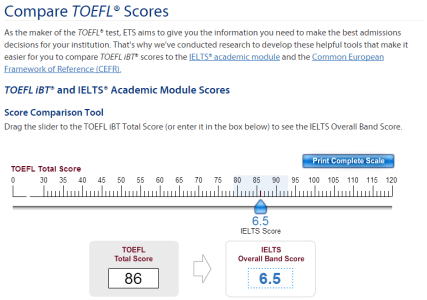 Compare TOEFL® Scores
As the maker of the TOEFL® test, ETS aims to give you the information you need to make the best admissions
decisions for your institution. That's why we've conducted research to develop these helpful tools that make it
easier for you to compare TOEFL iBT® scores to the IELTS® academic module and the Common European
Framework of Reference (CEFR).
TOEFL iBT® and IELTS® Academic Module Scores
Score Comparison Tool
Drag the slider to the TOEFL iBT Total Score (or enter it in the box below) to see the IELTS Overall Band Score.
Print Complete Scale
TOEFL Total Score
0 30 35 40 45 50 55 60 65 70 75 80 85 90 95 100 105 110 115 120
6.5
IELTS Score
TOEFL IELTS
Total Score Overall Band Score
86 6.5